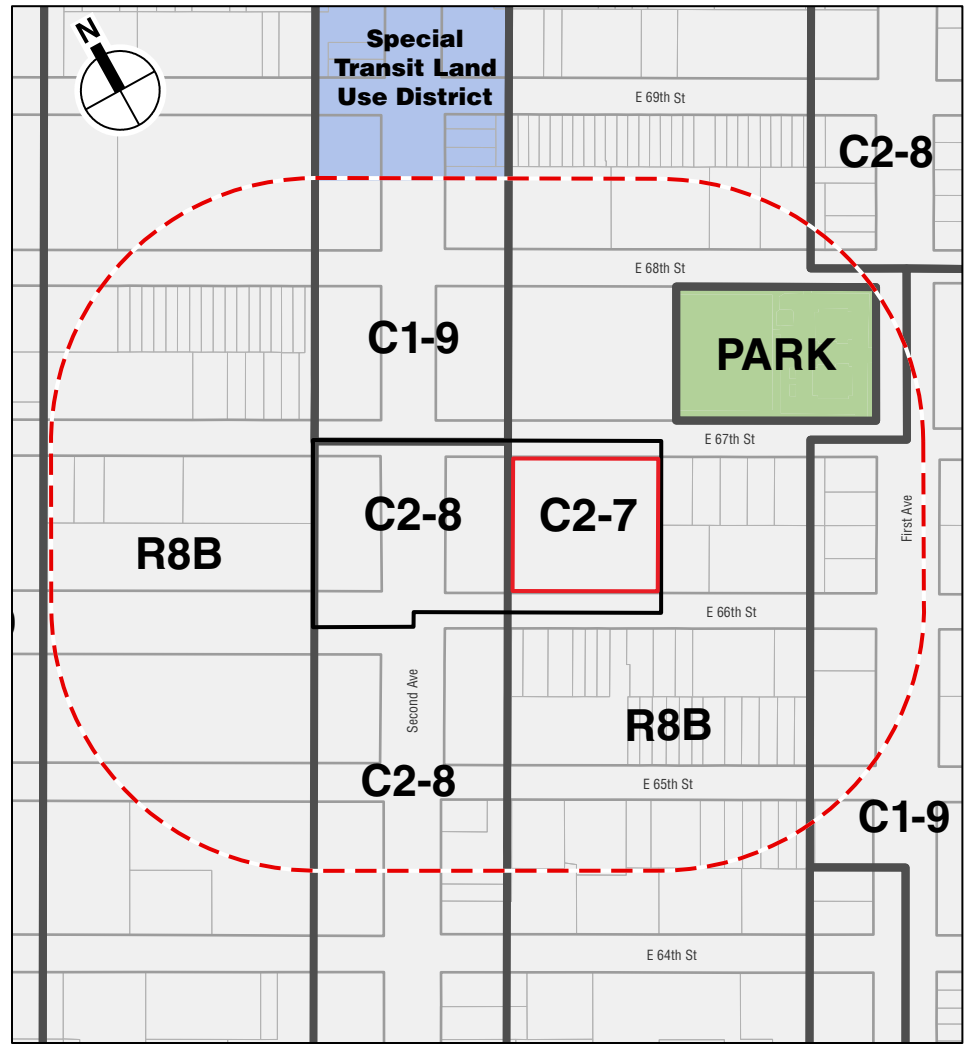 N
Special
Transit Land
Use District
E 69th St
C2-8
E 68th St
C1-9
PARK
E 67th St
C2-8
C2-7
First Ave
R8B
E 66th St
Second Ave
R8B
C2-8
E 65th St
C1-9
E 64th St